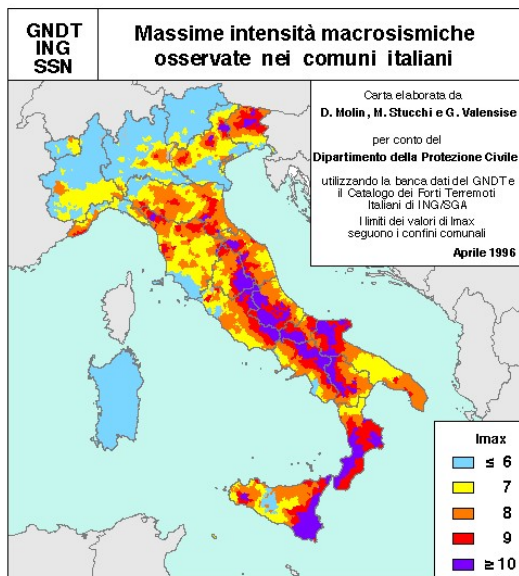 GNDT
ING
SSN
Massime intensità macrosismiche
osservate nei comuni italiani
Carta elaborata da
D. Molin, M. Stucchi e G. Valensise
per conto del
Dipartimento della Protezione Civile
utilizzando la banca dati del GNDT e
il Catalogo dei Forti Terremoti
Italiani di ING/SGA
I limiti dei valori di Imax
seguono i confini comunali
Aprile 1996
Imax
≤ 6
7
8
9
≥ 10